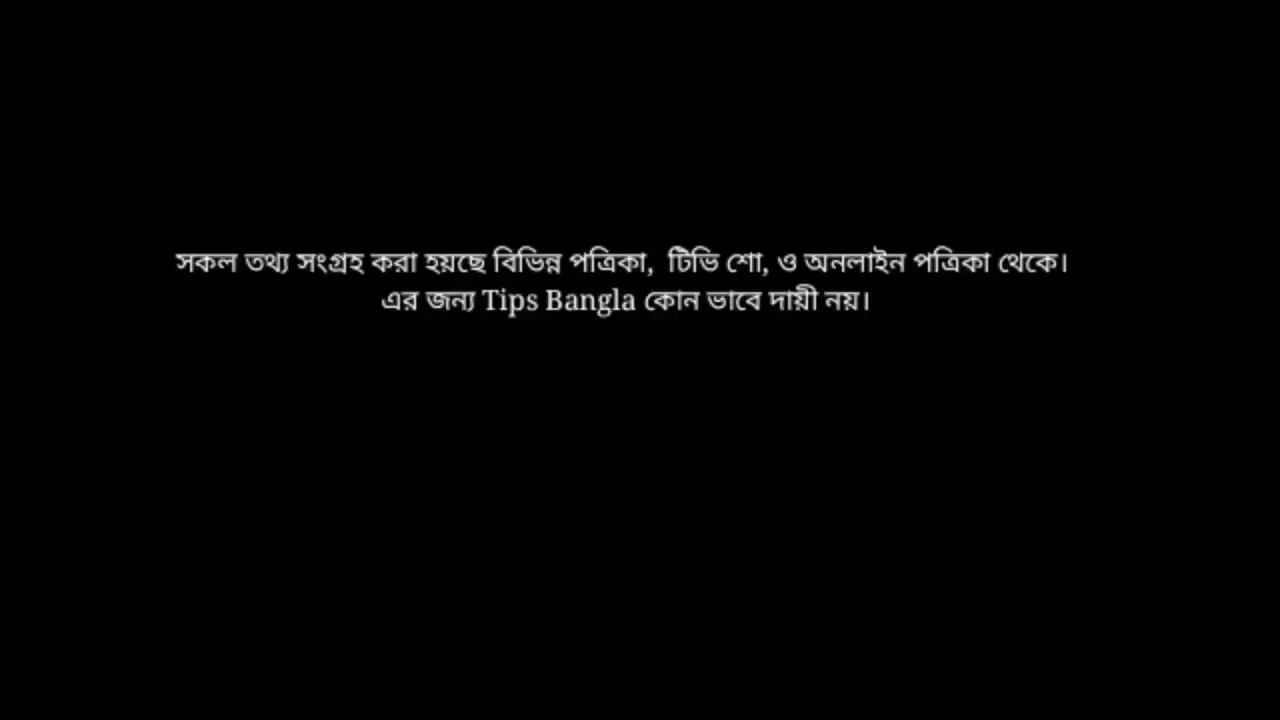 সকল তথ্য সংগ্রহ করা হয়ছে বিভিন্ন পত্রিকা, টিভি শো, ও অনলাইন পত্রিকা থেকে।
এর জন্য Tips Bangla কোন ভাবে দায়ী নয়।